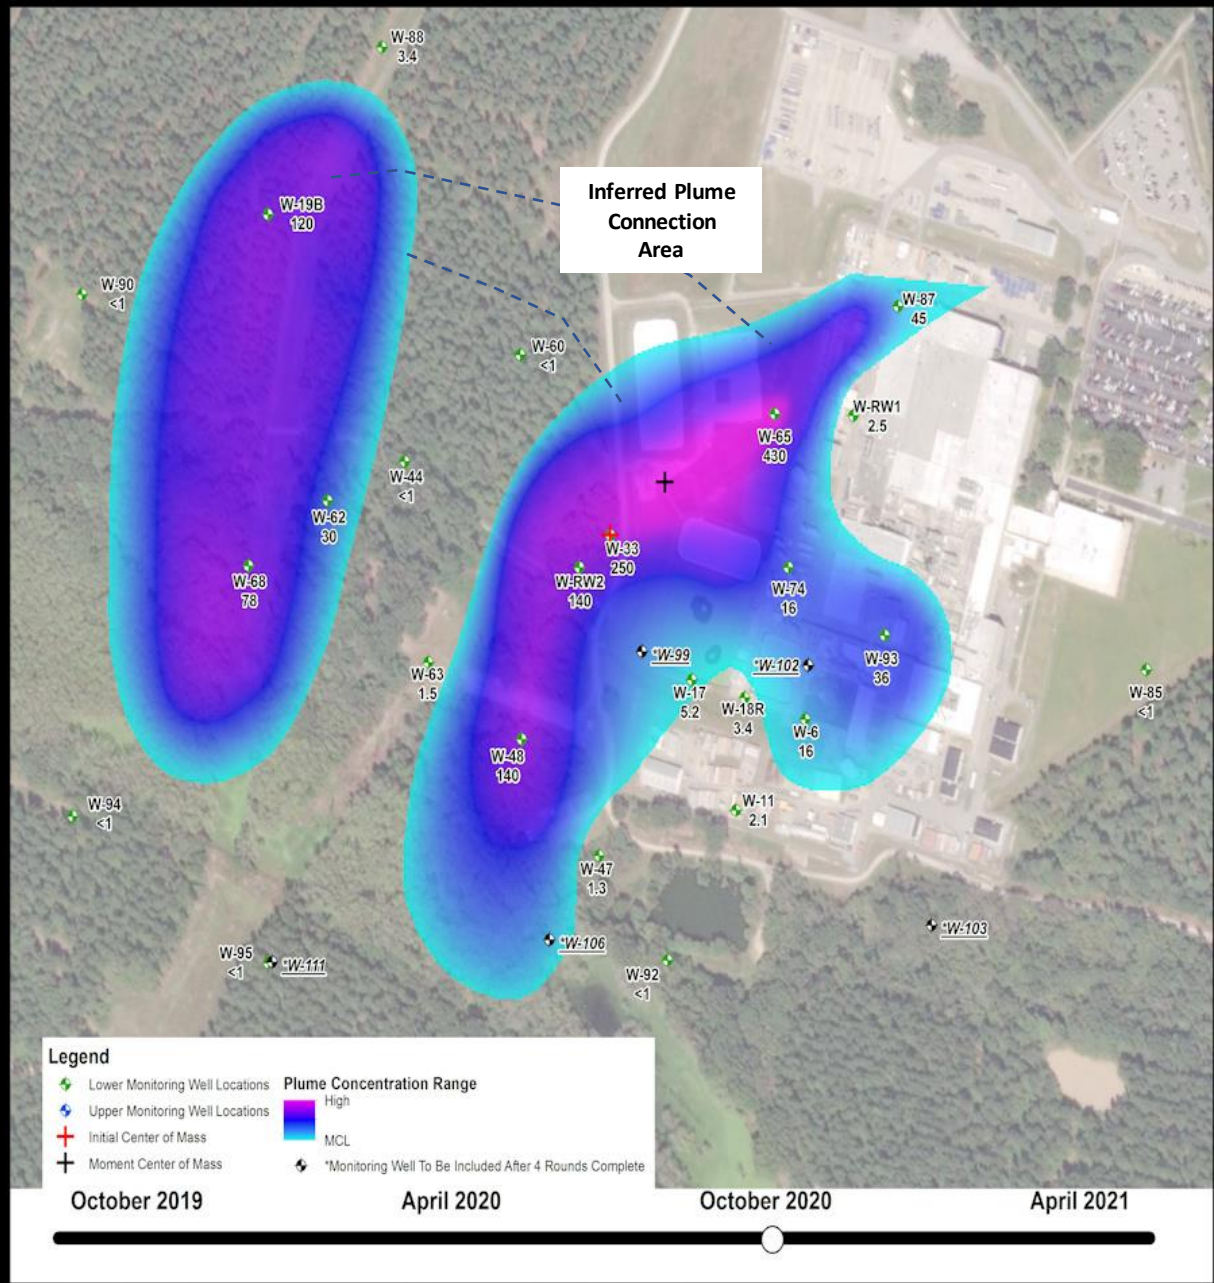 W-88
3.4
Inferred Plume
Connection
Area
W-19B
120
W-90
<1
W-87
45
W-60
<1
W-RW1
2.5
W-65
430
W-44
<1
W-62
30
W-33
250
W-68
78
W-RW2
140
W-74
16
*W-99
*W-102
W-93
36
W-63
1.5
W-17
5.2
W-18R
3.4
W-85
<1
W-6
16
W-48
140
W-94
<1
W-11
2.1
W-47
1.3
*W-103
*W-106
W-95
<1
*W-111
W-92
<1
Legend
Lower Monitoring Well Locations
Upper Monitoring Well Locations
Initial Center of Mass
Moment Center of Mass
Plume Concentration Range
High
MCL
*Monitoring Well To Be Included After 4 Rounds Complete
October 2019 April 2020 October 2020 April 2021